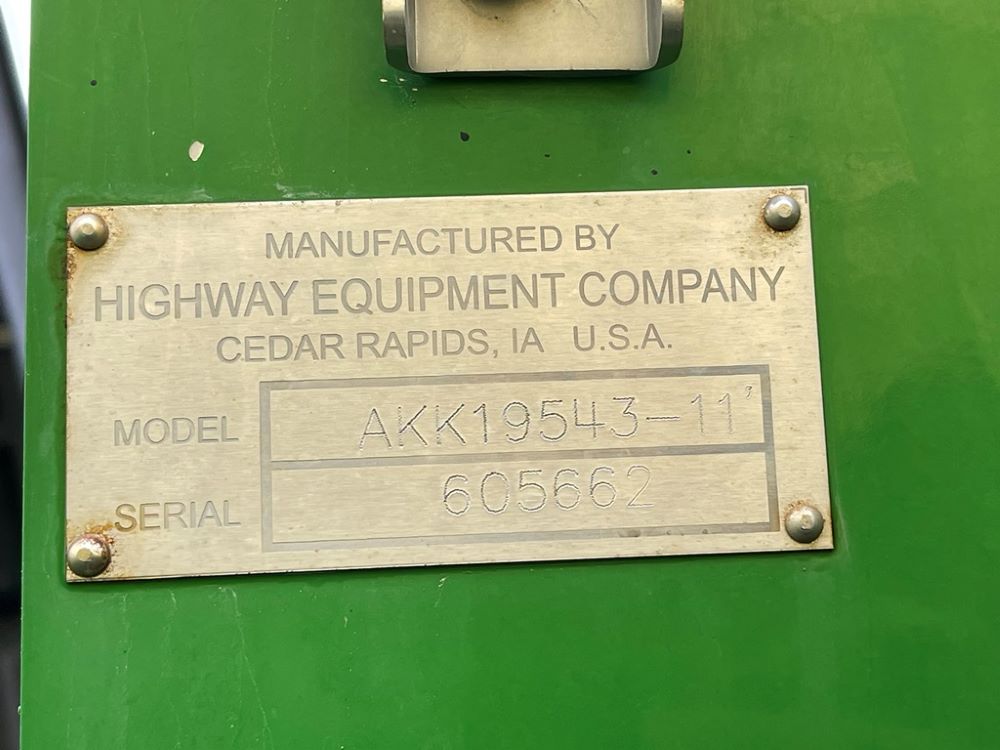 MANUFACTURED BY
HIGHWAY EQUIPMENT COMPANY
CEDAR RAPIDS, IA U.S.A.
MODEL AKK19543-11'
SERIAL 605662